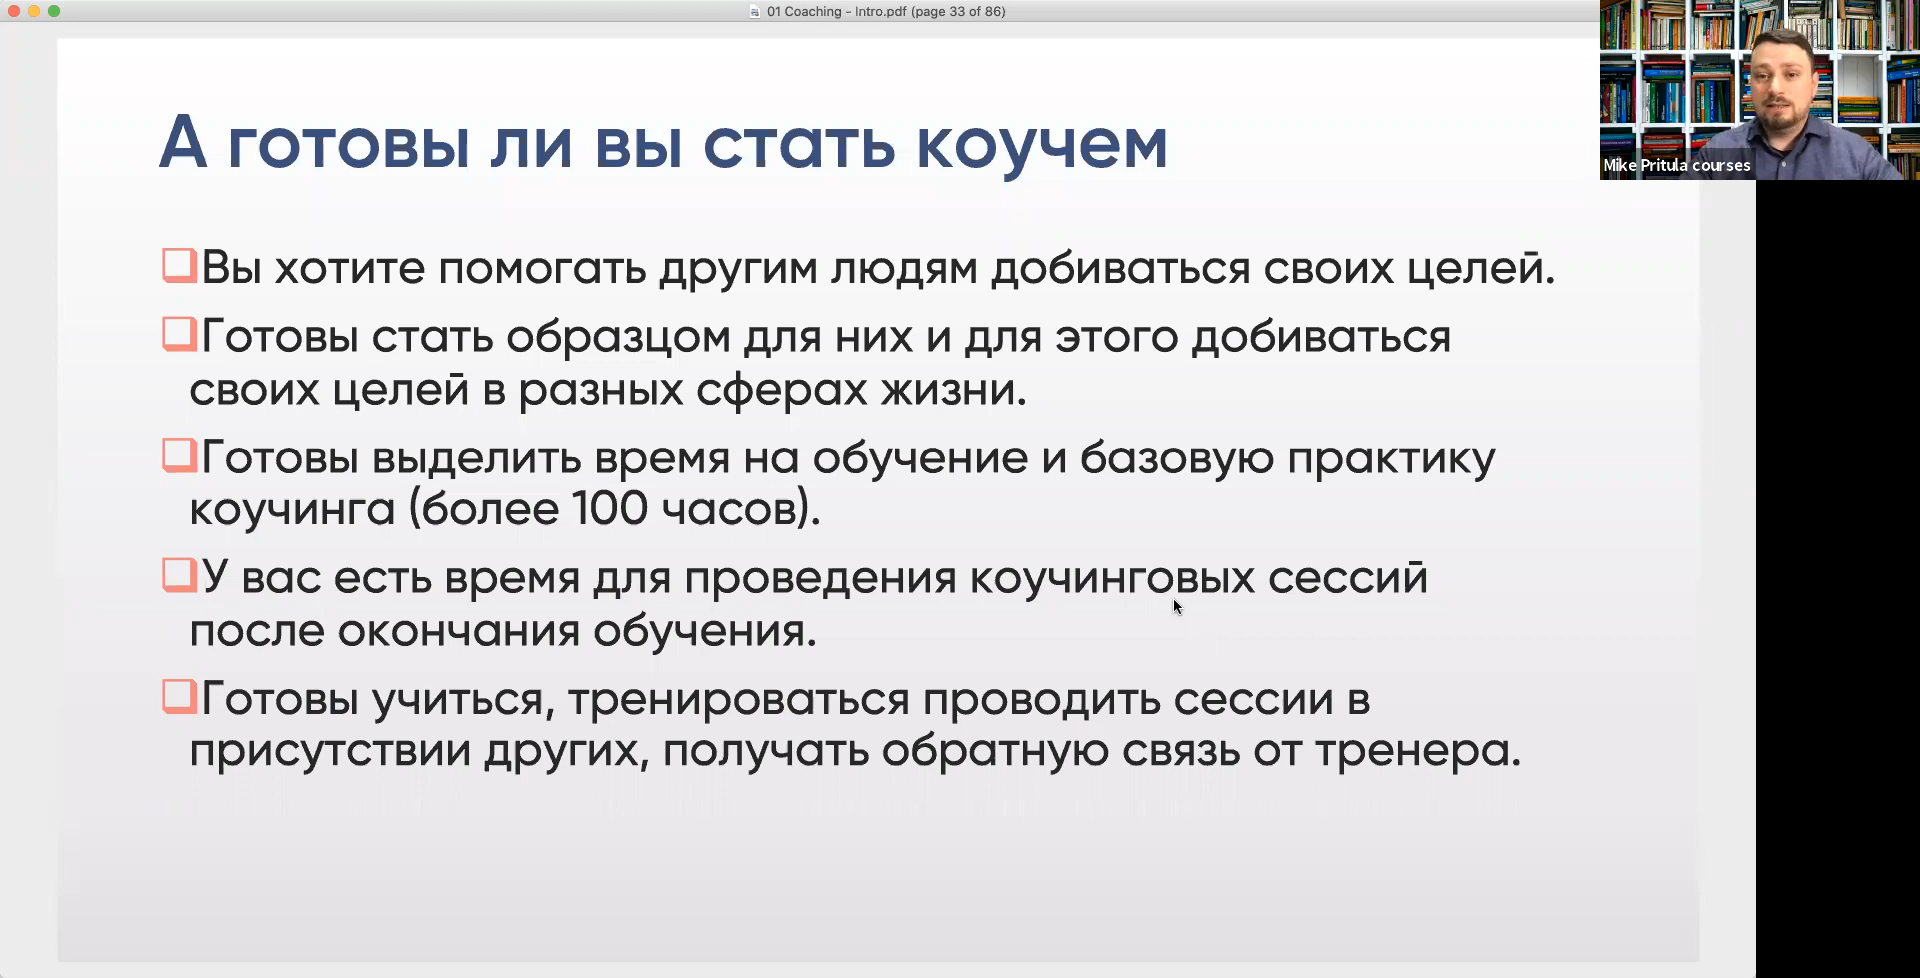 01 Coaching - Intro.pdf (page 33 of 86)
Mike Pritula courses
А готовы ли вы стать коучем
Вы хотите помогать другим людям добиваться своих целей.
Готовы стать образцом для них и для этого добиваться
своих целей в разных сферах жизни.
Готовы выделить время на обучение и базовую практику
коучинга (более 100 часов).
У вас есть время для проведения коучинговых сессий
после окончания обучения.
Готовы учиться, тренироваться проводить сессии в
присутствии других, получать обратную связь от тренера.